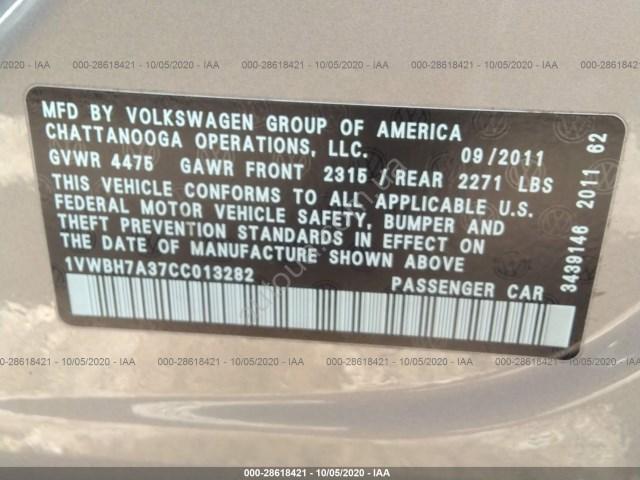 000-28618421 - 10/05/2020 - IAA
MFD BY VOLKSWAGEN GROUP OF AMERICA
CHATTANOOGA OPERATIONS, LLC. 09/2011
GVWR 4475 GAWR FRONT 2315/REAR 2271 LBS
THIS VEHICLE CONFORMS TO ALL APPLICABLE U.S.
FEDERAL MOTOR VEHICLE SAFETY, BUMPER AND
THEFT PREVENTION STANDARDS IN EFFECT ON
THE DATE OF MANUFACTURE SHOWN ABOVE.
1VWBH7A37CC013282 PASSENGER CAR
3439146 2011 62
000-28618421 - 10/05/2020 - IAA
000-28618421 - 10/05/2020 - IAA